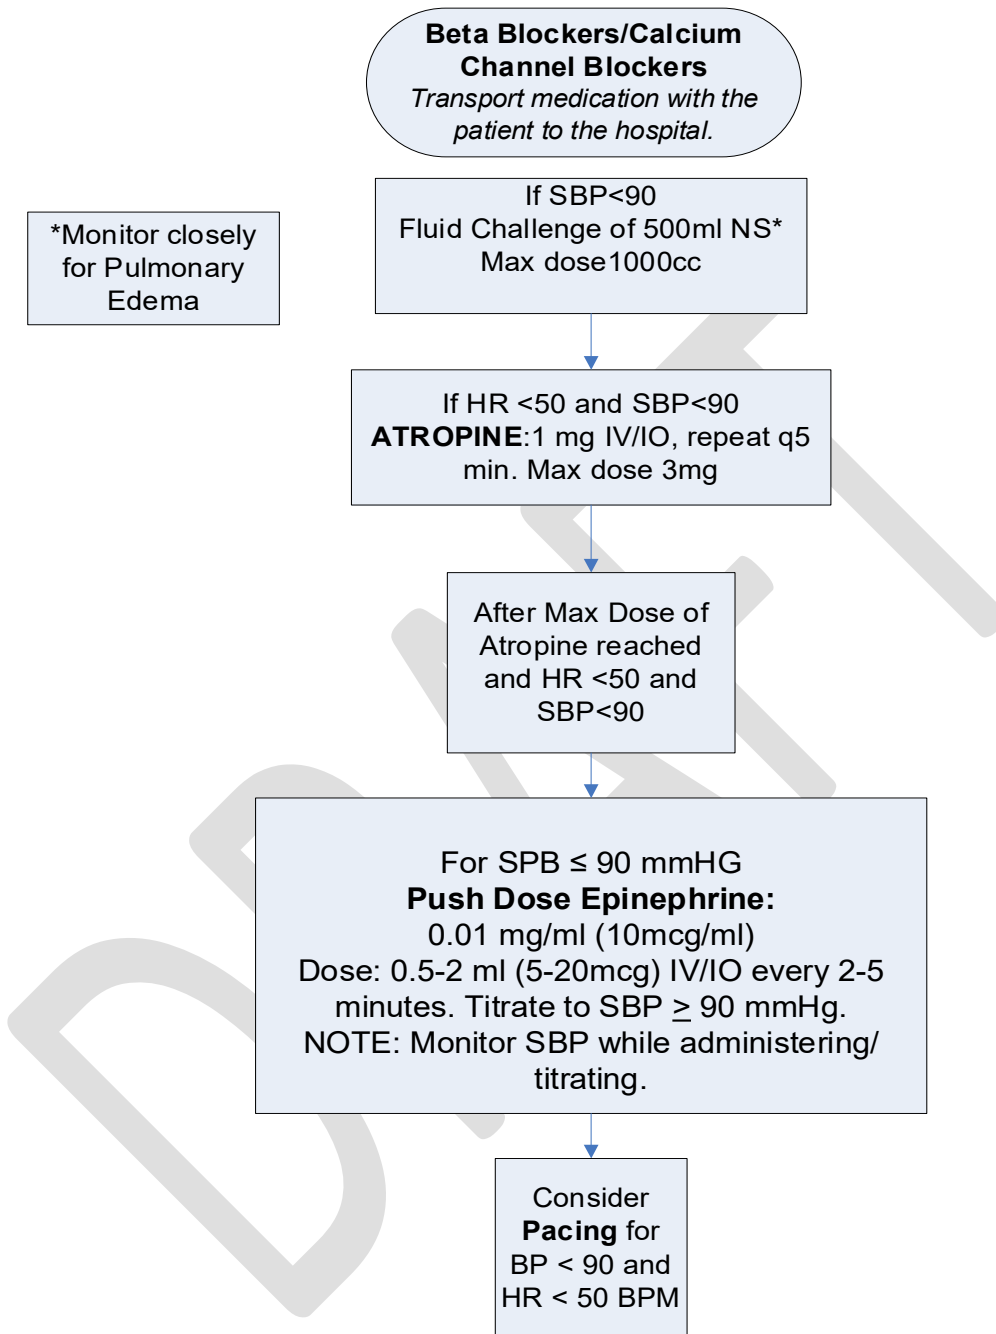 Beta Blockers/Calcium
Channel Blockers
Transport medication with the
patient to the hospital.
If SBP<90
Fluid Challenge of 500ml NS*
Max dose1000cc
*Monitor closely
for Pulmonary
Edema
If HR <50 and SBP<90
ATROPINE:1 mg IV/IO, repeat q5
min. Max dose 3mg
After Max Dose of
Atropine reached
and HR <50 and
SBP<90
For SPB ≤ 90 mmHG
Push Dose Epinephrine:
0.01 mg/ml (10mcg/ml)
Dose: 0.5-2 ml (5-20mcg) IV/IO every 2-5
minutes. Titrate to SBP ≥ 90 mmHg.
NOTE: Monitor SBP while administering/
titrating.
Consider
Pacing for
BP < 90 and
HR < 50 BPM
DRAFT